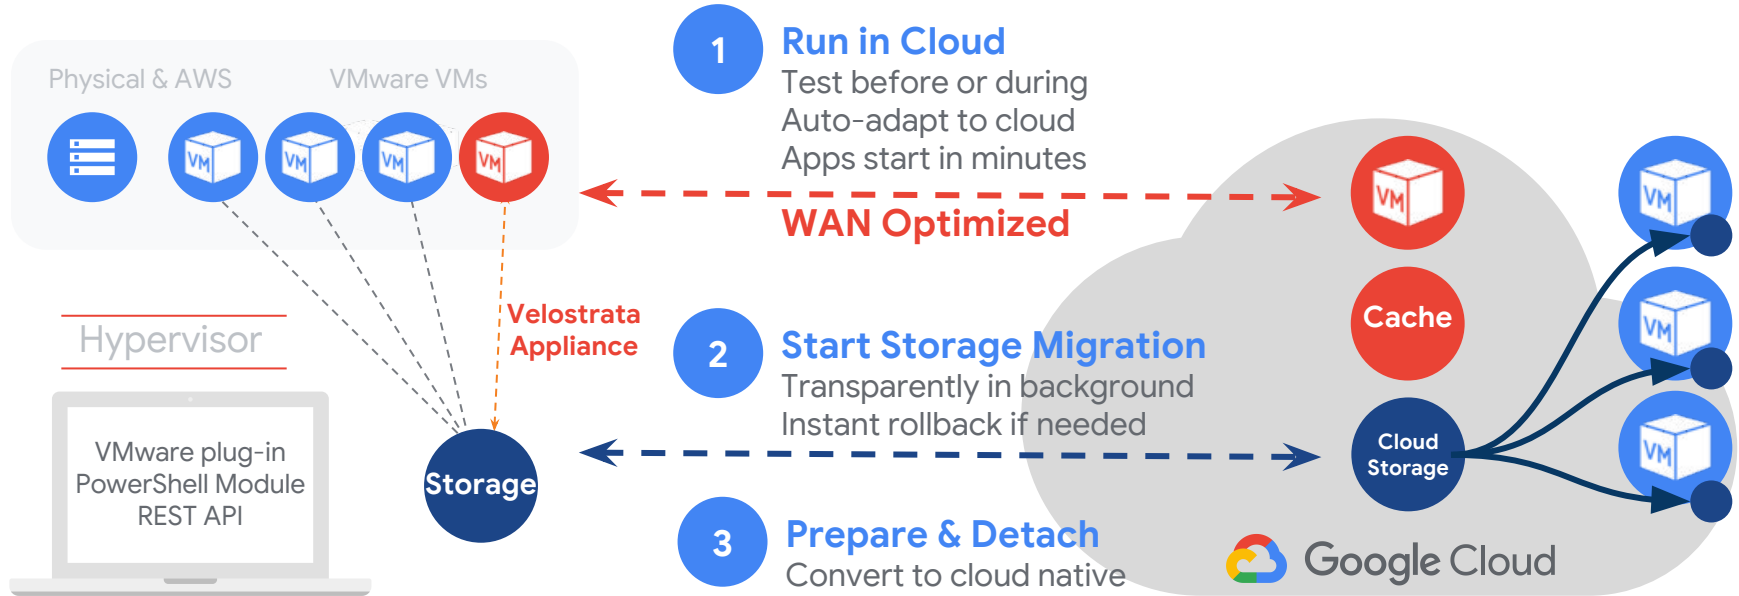 Physical & AWS
VMware VMs
VM
VM
VM
VM
Hypervisor
VMware plug-in
PowerShell Module
REST API
Velostrata
Appliance
Storage
1
Run in Cloud
Test before or during
Auto-adapt to cloud
Apps start in minutes
WAN Optimized
2
Start Storage Migration
Transparently in background
Instant rollback if needed
3
Prepare & Detach
Convert to cloud native
VM
Cache
Cloud
Storage
VM
VM
VM
Google Cloud